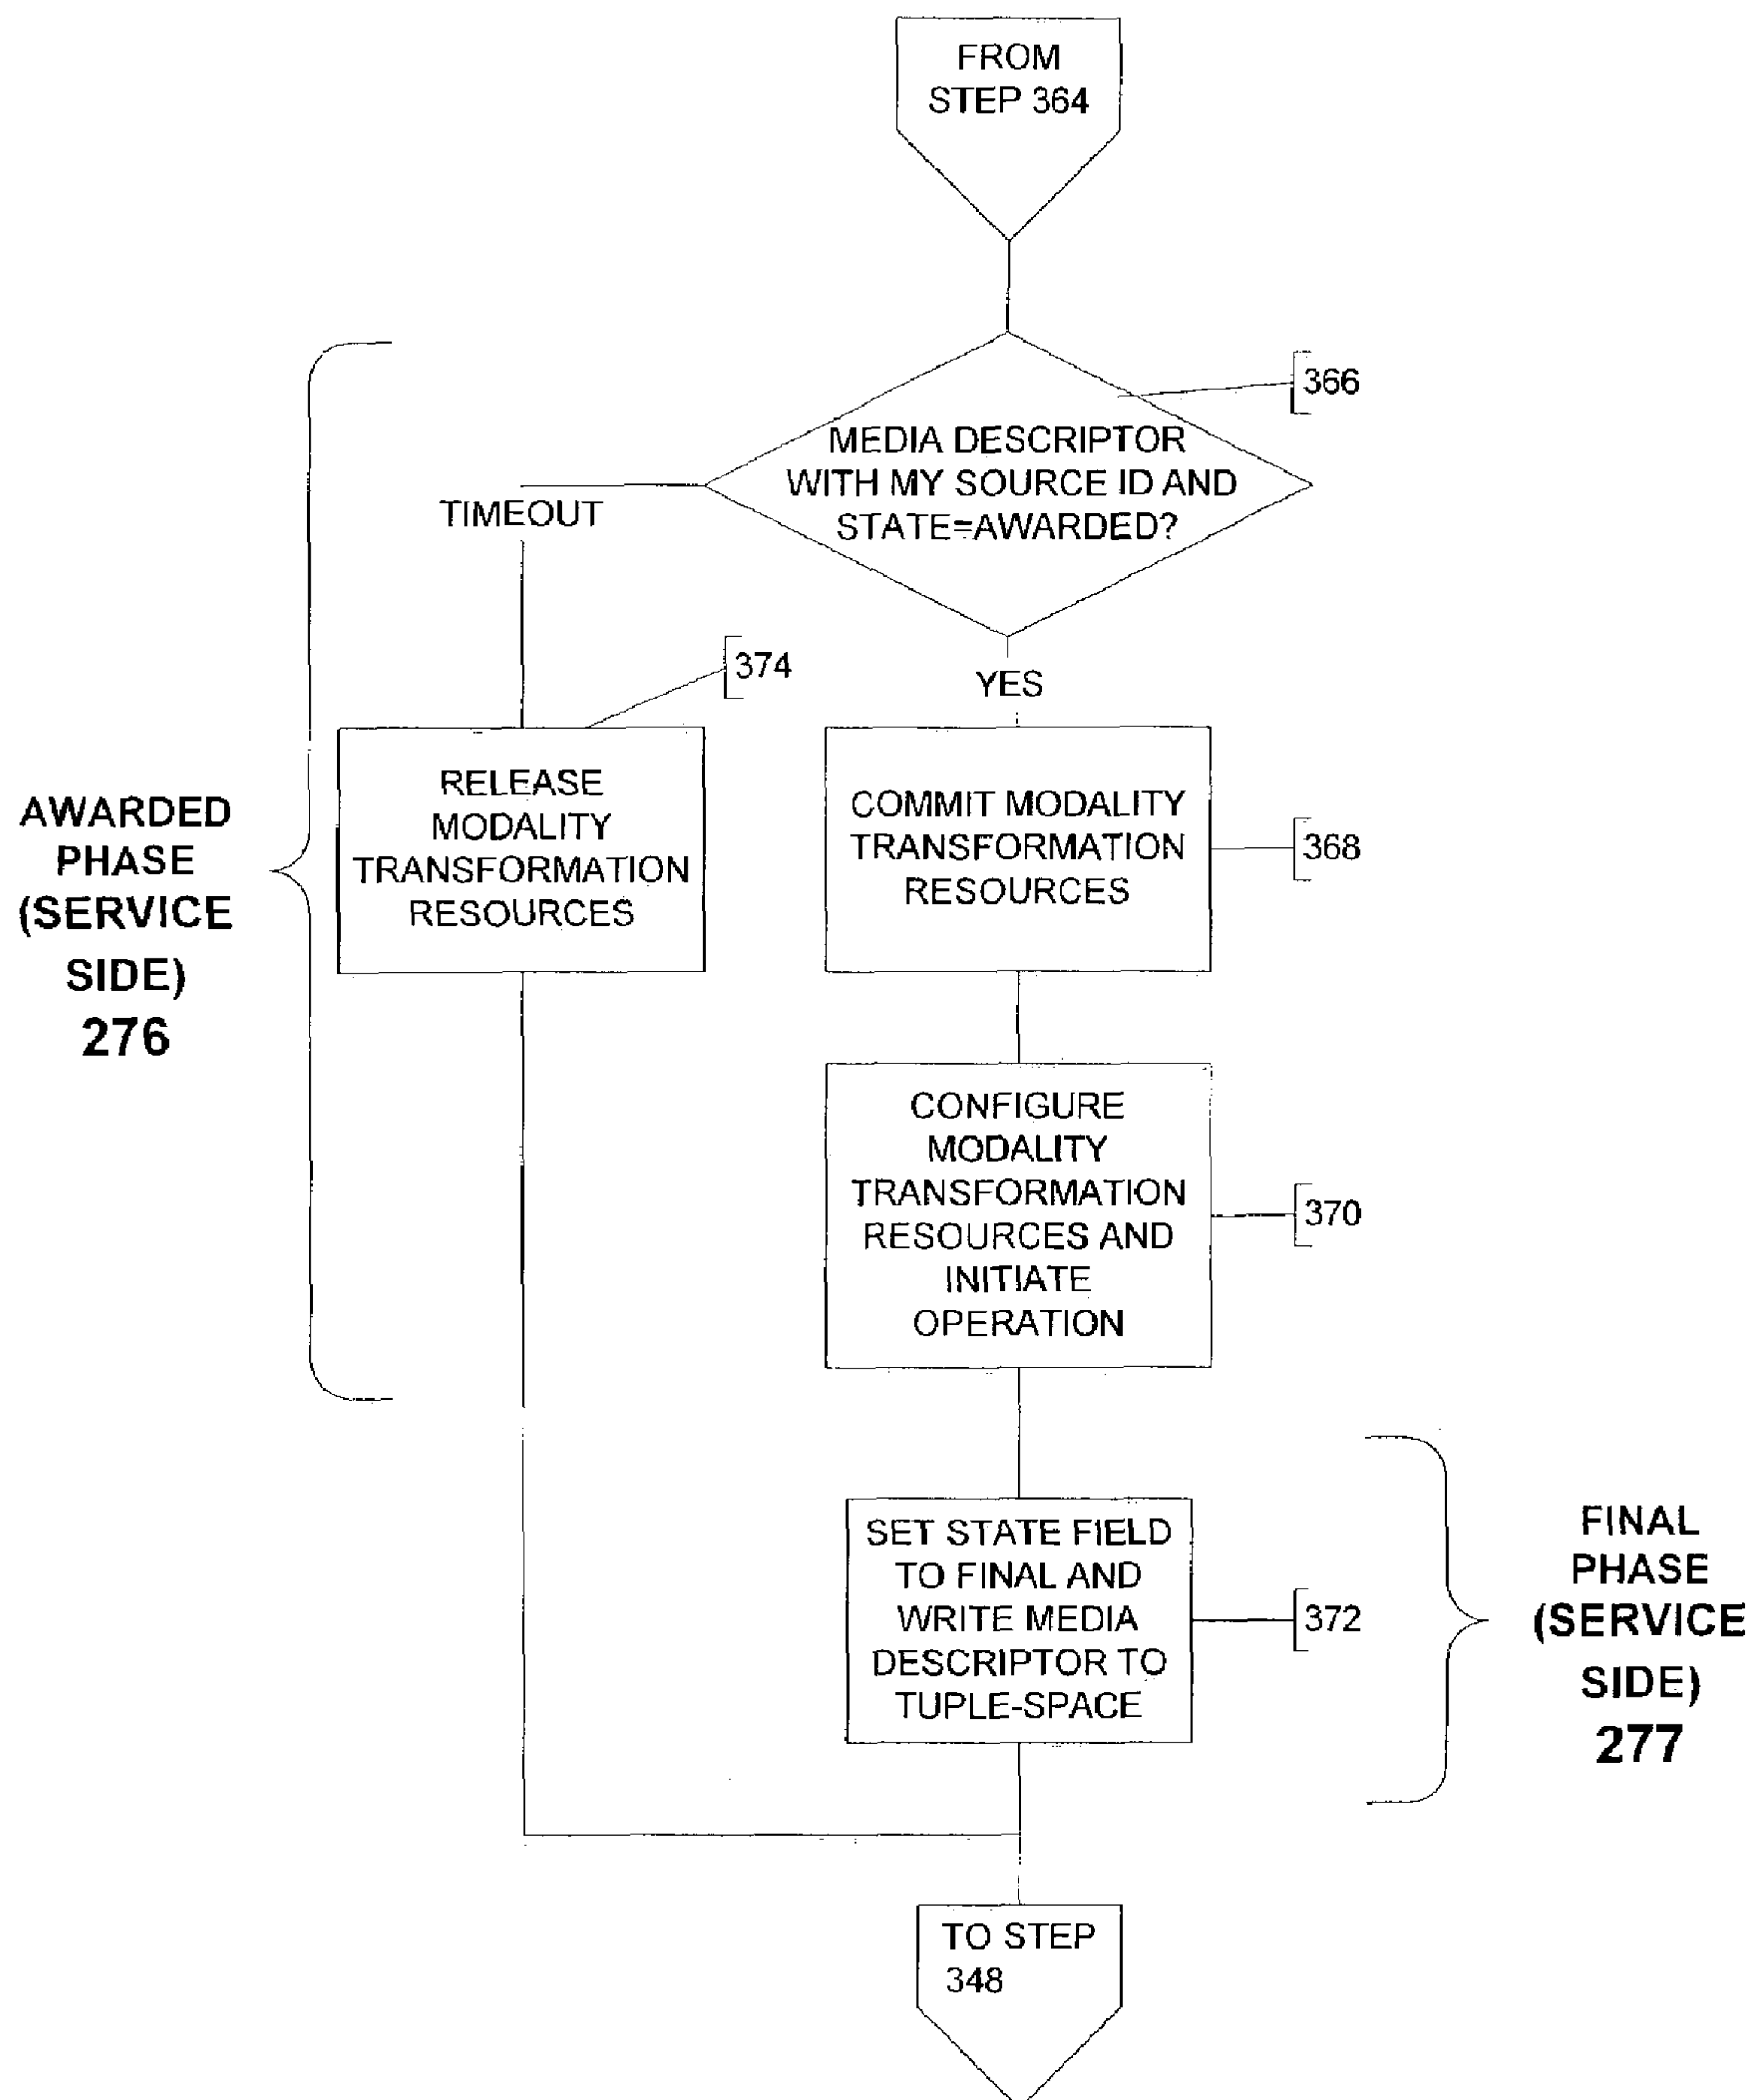 FROM
STEP 364
366
MEDIA DESCRIPTOR
WITH MY SOURCE ID AND
STATE=AWARDED?
TIMEOUT
YES
374
RELEASE
MODALITY
TRANSFORMATION
RESOURCES
COMMIT MODALITY
TRANSFORMATION
RESOURCES
368
AWARDED
PHASE
(SERVICE
SIDE)
276
CONFIGURE
MODALITY
TRANSFORMATION
RESOURCES AND
INITIATE
OPERATION
370
SET STATE FIELD
TO FINAL AND
WRITE MEDIA
DESCRIPTOR TO
TUPLE-SPACE
372
FINAL
PHASE
(SERVICE
SIDE)
277
TO STEP
348